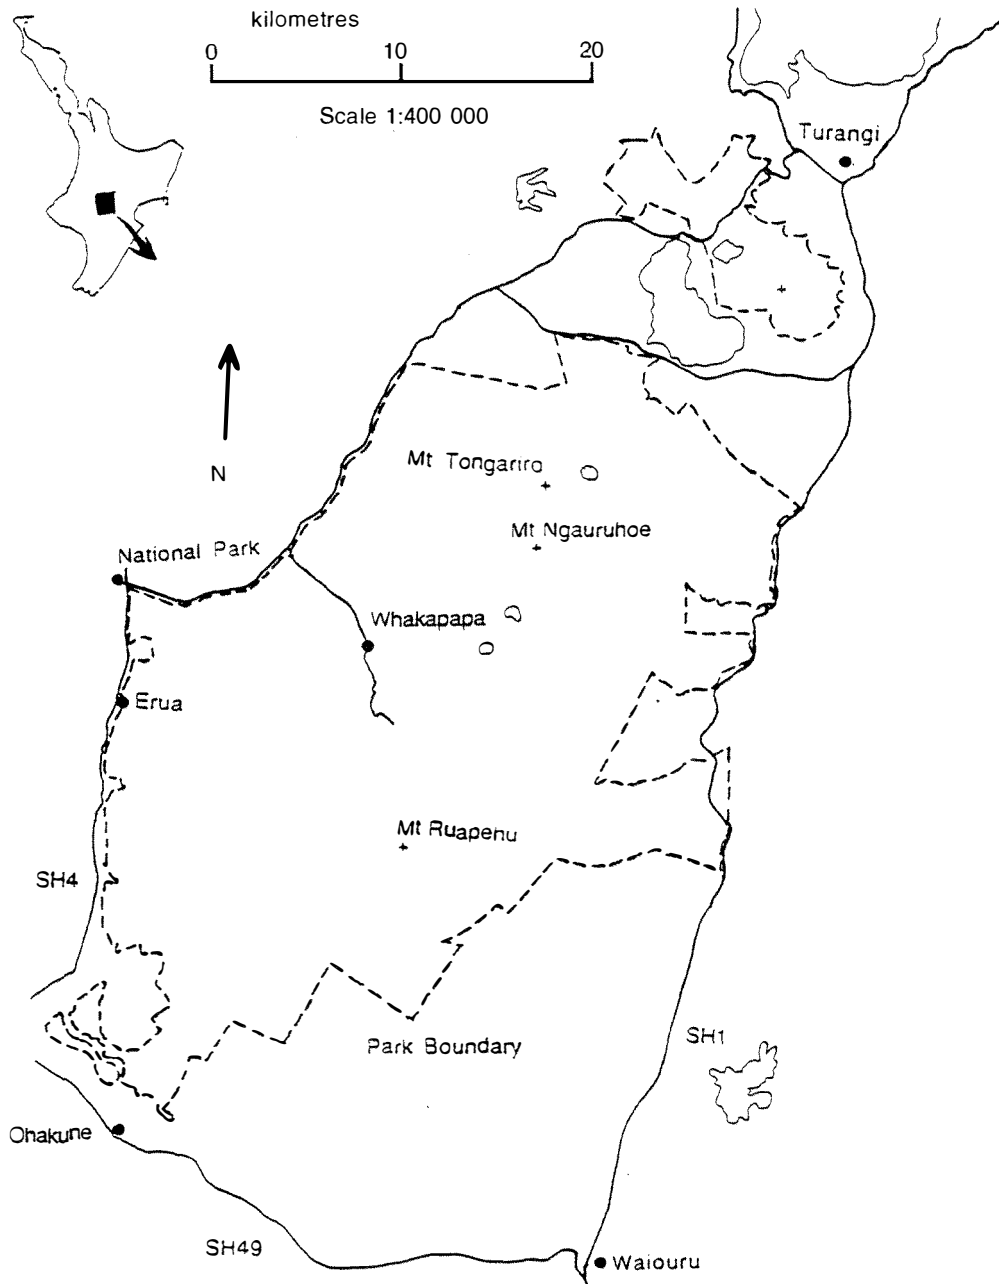 kilometres
0 10 20
Scale 1:400 000
Turangi
N
Mt Tongariro
Mt Ngauruhoe
National Park
Whakapapa
Erua
Mt Ruapehu
SH4
SH1
Park Boundary
Ohakune
SH49
Waiouru